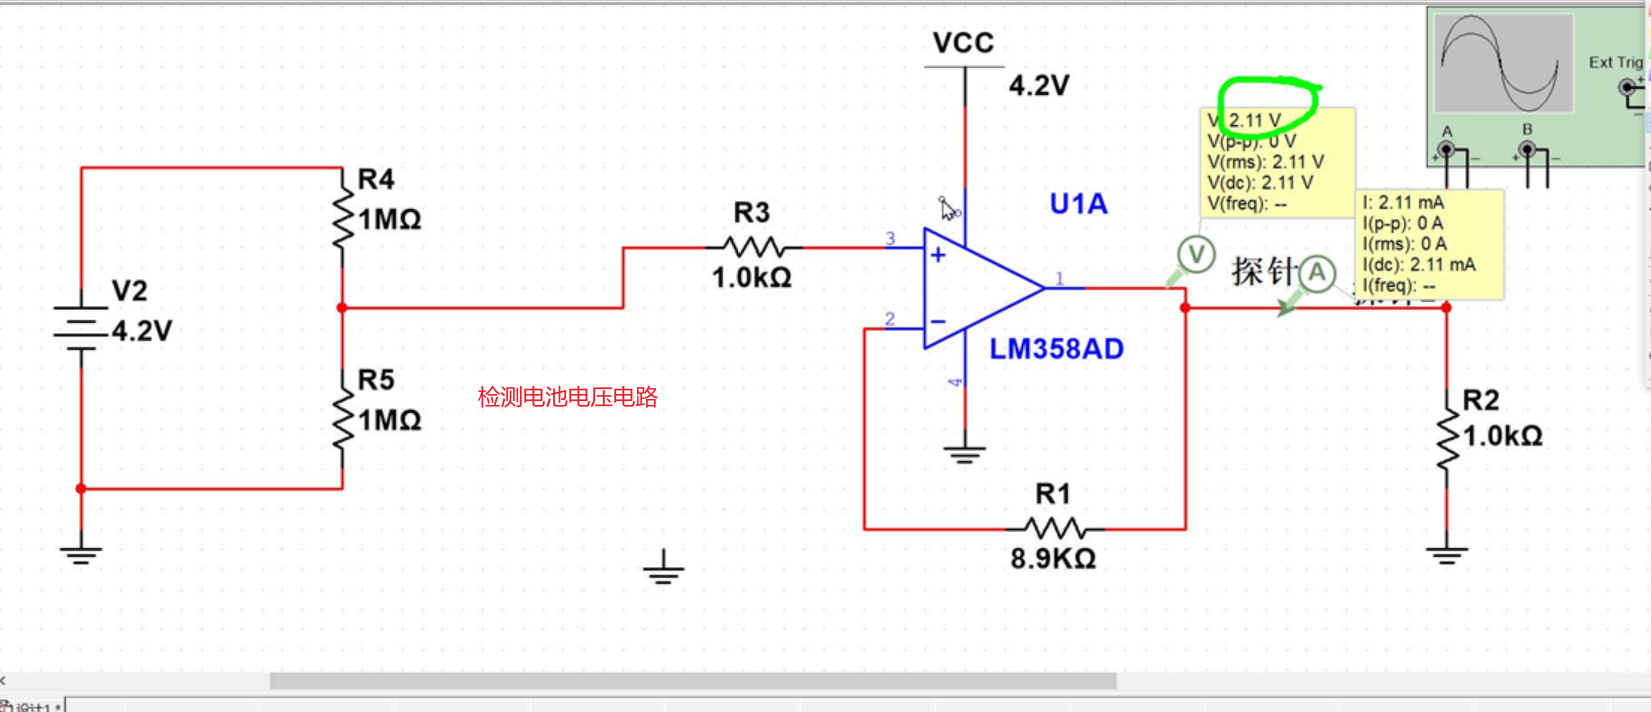 VCC
4.2V
Ext Trig
V: 2.11 V
V(p-p): 0 V
V(rms): 2.11 V
V(dc): 2.11 V
V(freq): --
A
B
+
−
+
−
+
R4
1MΩ
R3
1.0kΩ
U1A
I: 2.11 mA
I(p-p): 0 A
I(rms): 0 A
I(dc): 2.11 mA
I(freq): --
3
+
V
探针
A
1
V2
4.2V
2
−
LM358AD
4
R5
1MΩ
检测电池电压电路
R2
1.0kΩ
R1
8.9KΩ
设计1 *